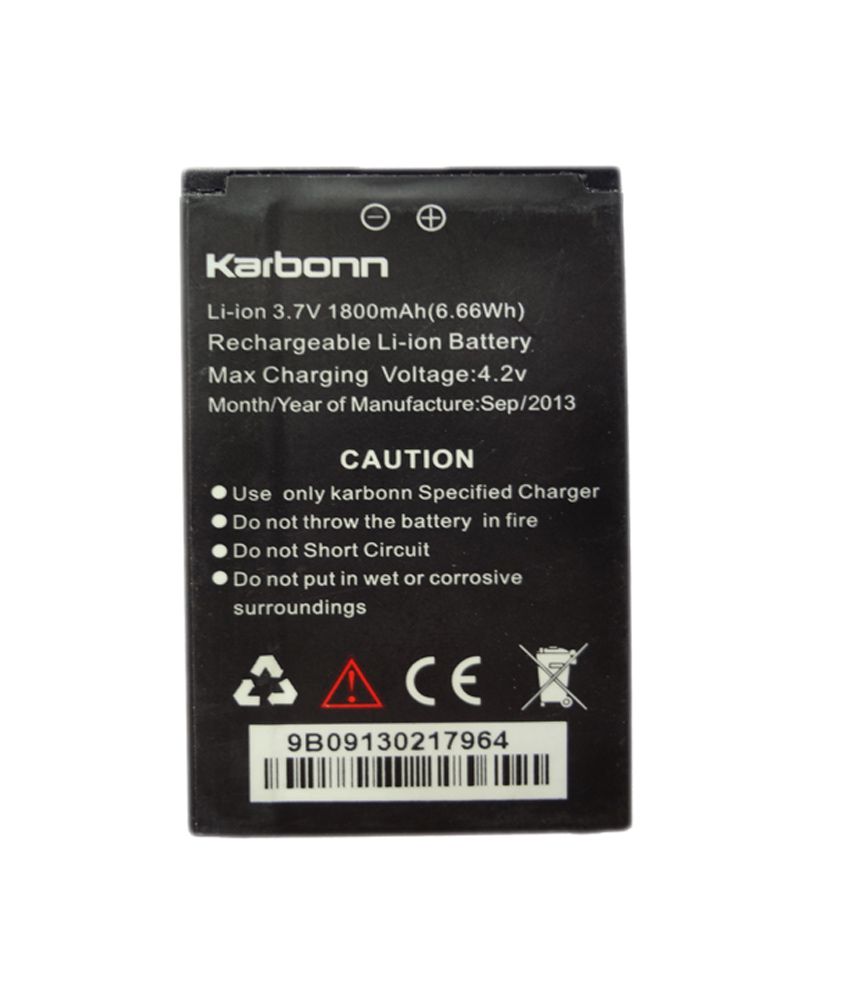 Karbonn
Li-ion 3.7V 1800mAh(6.66Wh)
Rechargeable Li-ion Battery
Max Charging Voltage:4.2v
Month/Year of Manufacture:Sep/2013
CAUTION
● Use only karbonn Specified Charger
● Do not throw the battery in fire
● Do not Short Circuit
● Do not put in wet or corrosive
surroundings
CE
9B09130217964